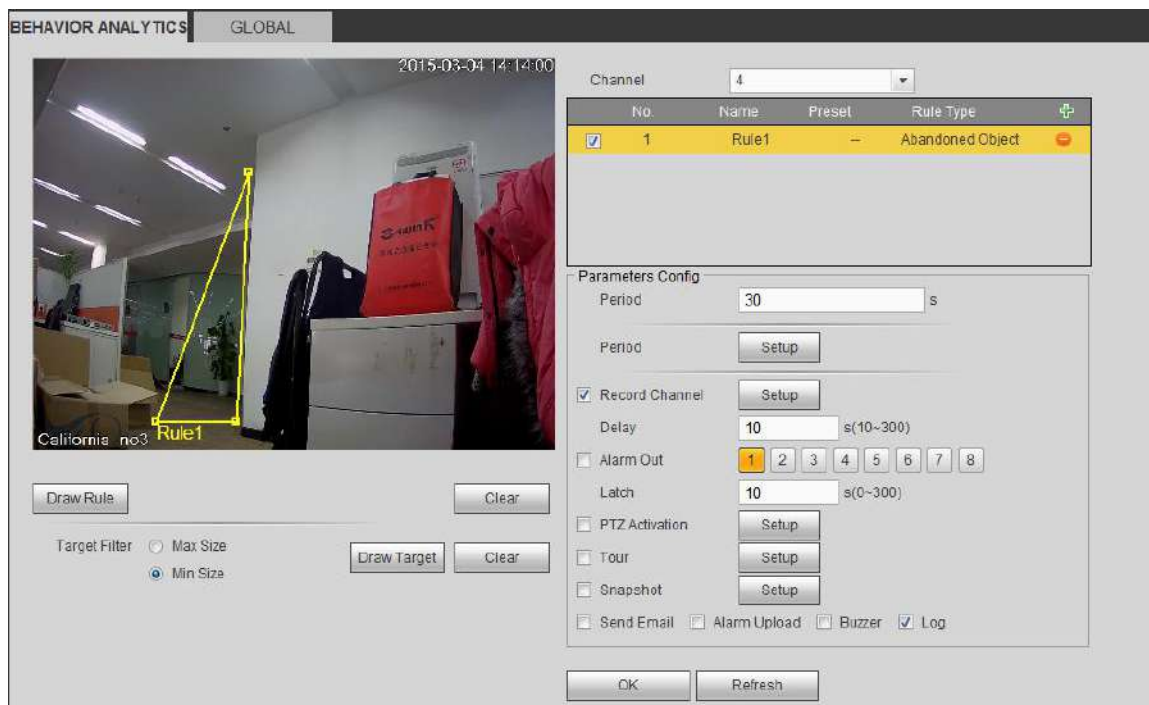 BEHAVIOR ANALYTICS GLOBAL
2015-03-04 14:14:00
California no3 Rule1
Draw Rule Clear
Target Filter Max Size
Min Size
Draw Target Clear
Channel 4
No. Name Preset Rule Type
1 Rule1 -- Abandoned Object
Parameters Config
Period 30 s
Period Setup
Record Channel Setup
Delay 10 s(10~300)
Alarm Out 1 2 3 4 5 6 7 8
Latch 10 s(0~300)
PTZ Activation Setup
Tour Setup
Snapshot Setup
Send Email Alarm Upload Buzzer Log
OK Refresh